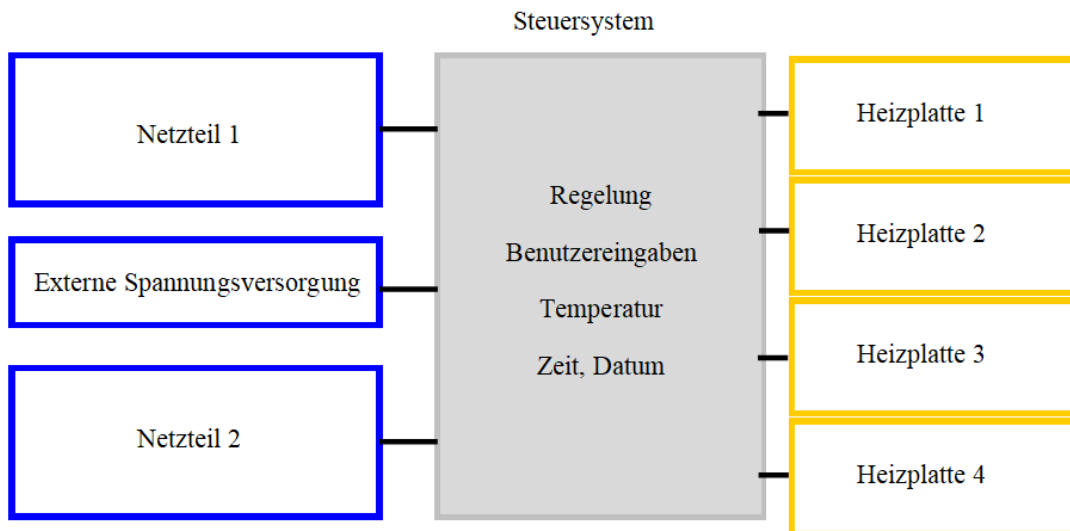 Steuersystem
Netzteil 1
Externe Spannungsversorgung
Netzteil 2
Regelung
Benutzereingaben
Temperatur
Zeit, Datum
Heizplatte 1
Heizplatte 2
Heizplatte 3
Heizplatte 4